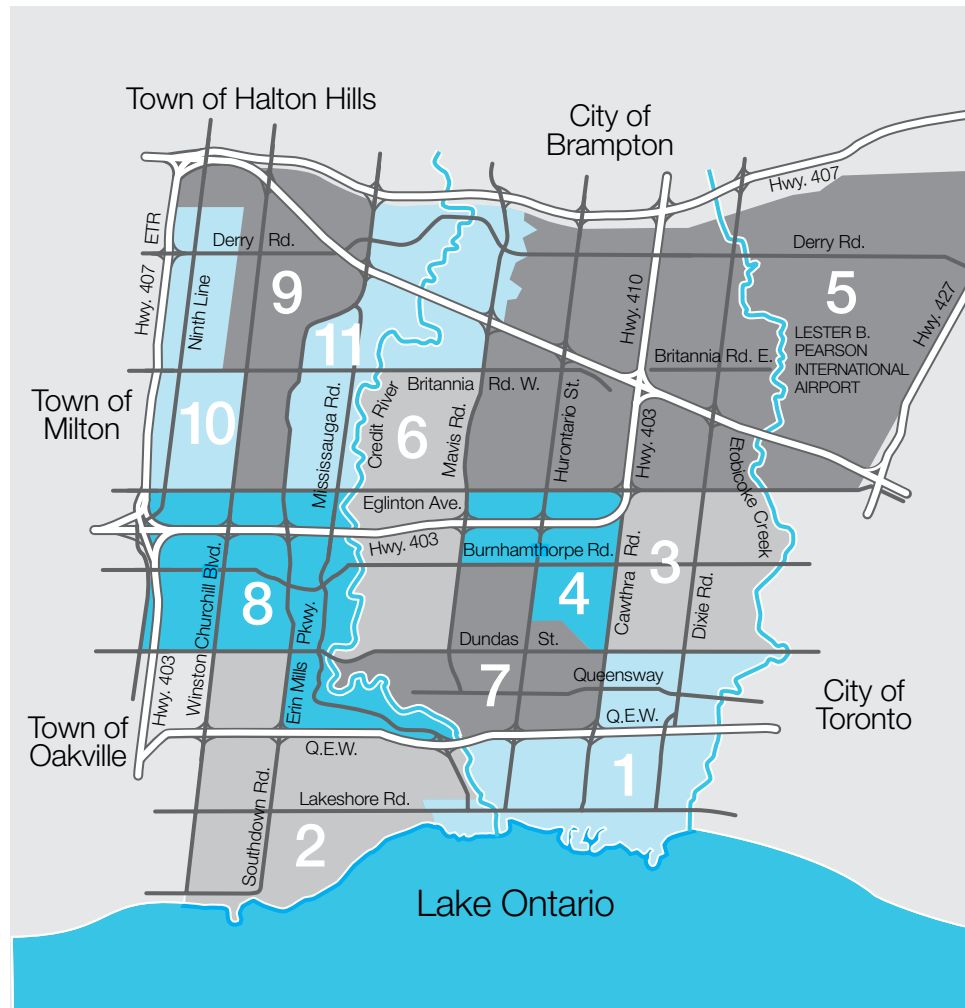 Town of Halton Hills
City of
Brampton
Hwy. 407
Derry Rd.
Derry Rd.
Hwy. 407 ETR
Ninth Line
9
5
Hwy. 410
Hwy. 427
11
LESTER B.
PEARSON
INTERNATIONAL
AIRPORT
Britannia Rd. E.
Britannia Rd. W.
Town of
Milton
10
Mississauga Rd.
Credit River
6
Mavis Rd.
Hurontario St.
Hwy. 403
Etobicoke Creek
Eglinton Ave.
Hwy. 403
Burnhamthorpe Rd.
3
8
4
Cawthra Rd.
Dixie Rd.
Winston Churchill Blvd.
Erin Mills Pkwy.
Dundas St.
7
Queensway
Hwy. 403
Town of
Oakville
City of
Toronto
Q.E.W.
Q.E.W.
1
Lakeshore Rd.
Southdown Rd.
2
Lake Ontario